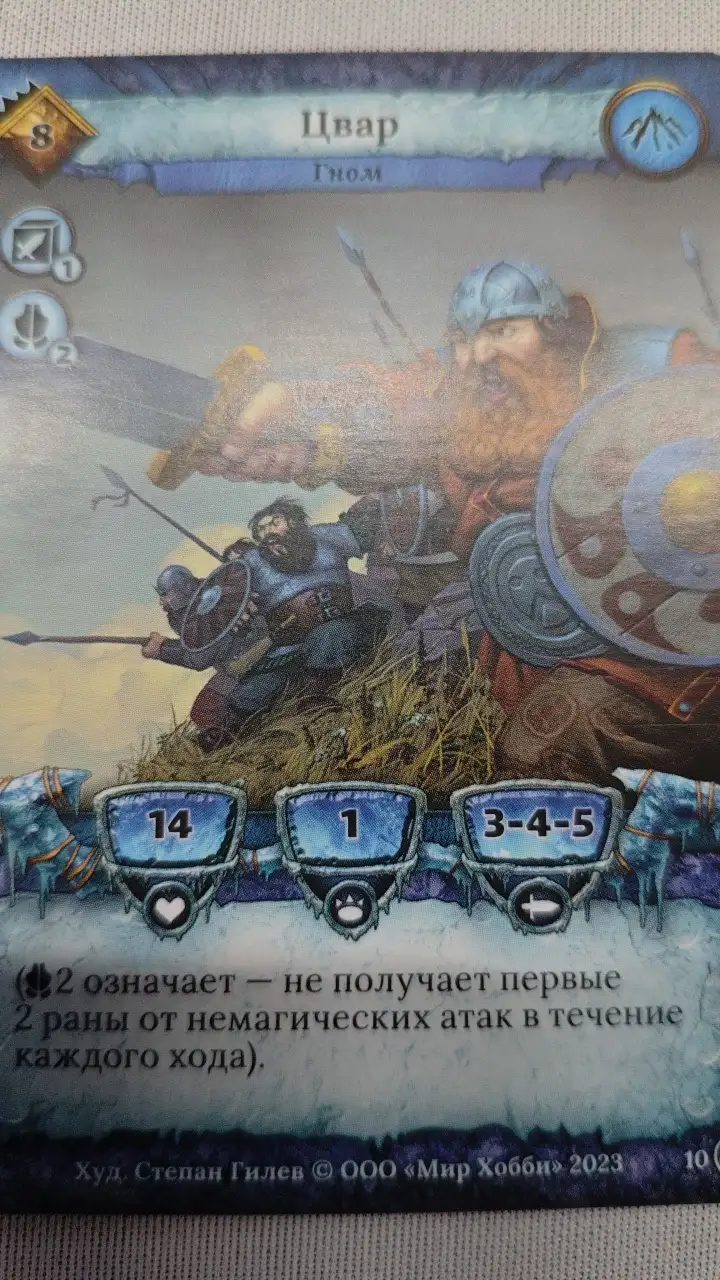 8
Цвар
Гном
1
2
14
1
3-4-5
(2 означает — не получает первые
2 раны от немагических атак в течение
каждого хода).
Худ. Степан Гилев © ООО «Мир Хобби» 2023
10